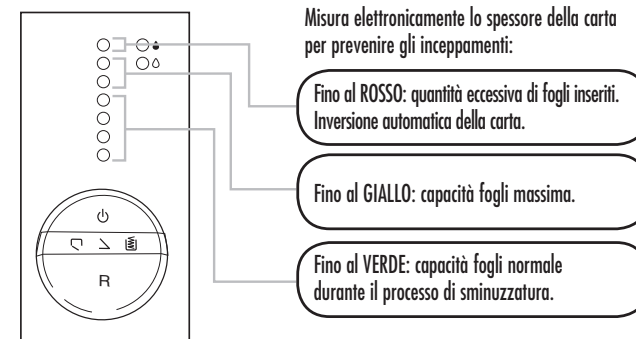 Misura elettronicamente lo spessore della carta
per prevenire gli inceppamenti:
Fino al ROSSO: quantità eccessiva di fogli inseriti.
Inversione automatica della carta.
Fino al GIALLO: capacità fogli massima.
Fino al VERDE: capacità fogli normale
durante il processo di sminuzzatura.
R